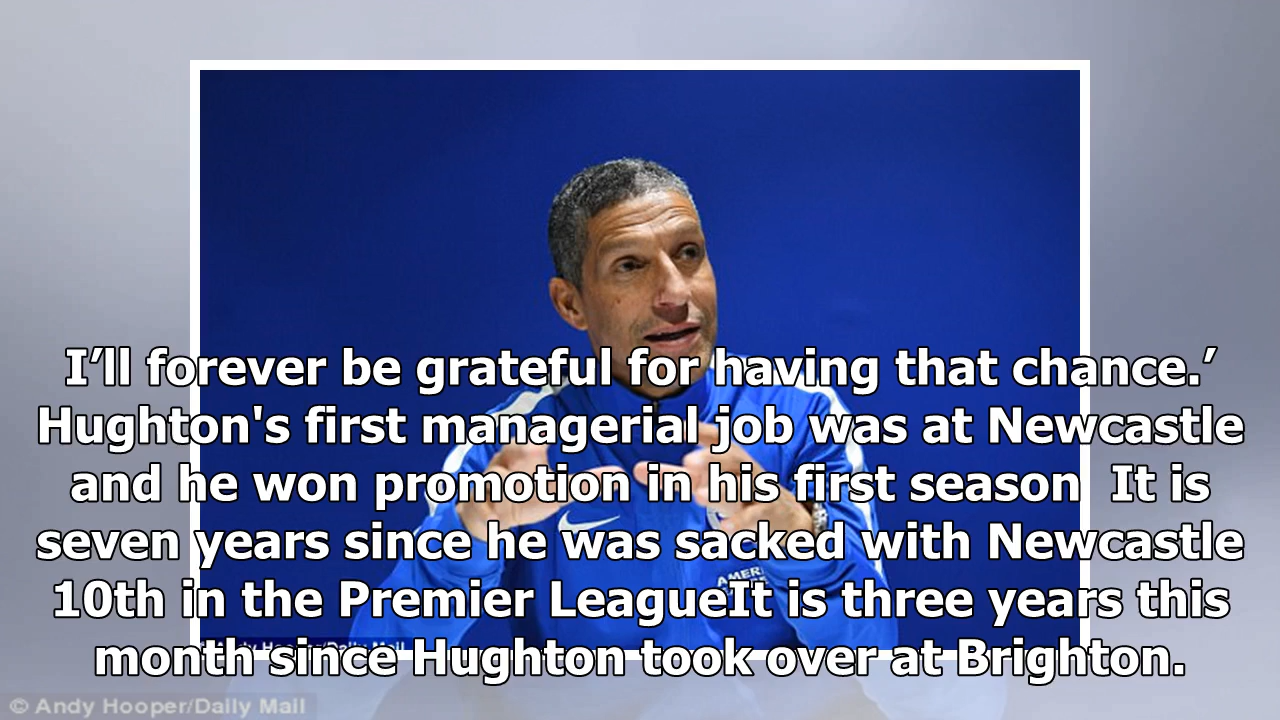 I’ll forever be grateful for having that chance.’
Hughton's first managerial job was at Newcastle
and he won promotion in his first season  It is
seven years since he was sacked with Newcastle
10th in the Premier LeagueIt is three years this
month since Hughton took over at Brighton.
© Andy Hooper/Daily Mail